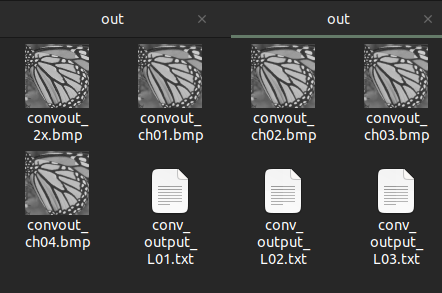 out × out ×
convout_ convout_ convout_ convout_
2x.bmp ch01.bmp ch02.bmp ch03.bmp
convout_ conv_ conv_ conv_
ch04.bmp output_ output_ output_
L01.txt L02.txt L03.txt